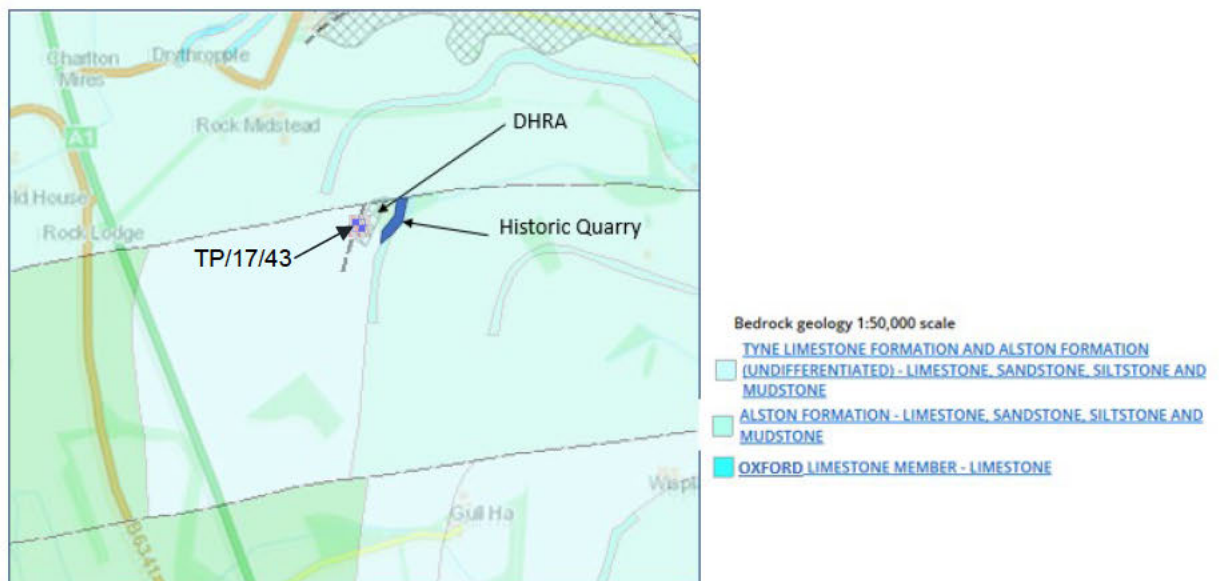 Charlton
Mires
Drythropple
A1
Rock Midstead
DHRA
ld House
Rock Lodge
Historic Quarry
TP/17/43
Bedrock geology 1:50,000 scale
TYNE LIMESTONE FORMATION AND ALSTON FORMATION
(UNDIFFERENTIATED) - LIMESTONE, SANDSTONE, SILTSTONE AND
MUDSTONE
ALSTON FORMATION - LIMESTONE, SANDSTONE, SILTSTONE AND
MUDSTONE
OXFORD LIMESTONE MEMBER - LIMESTONE
Gull Ha
B6341